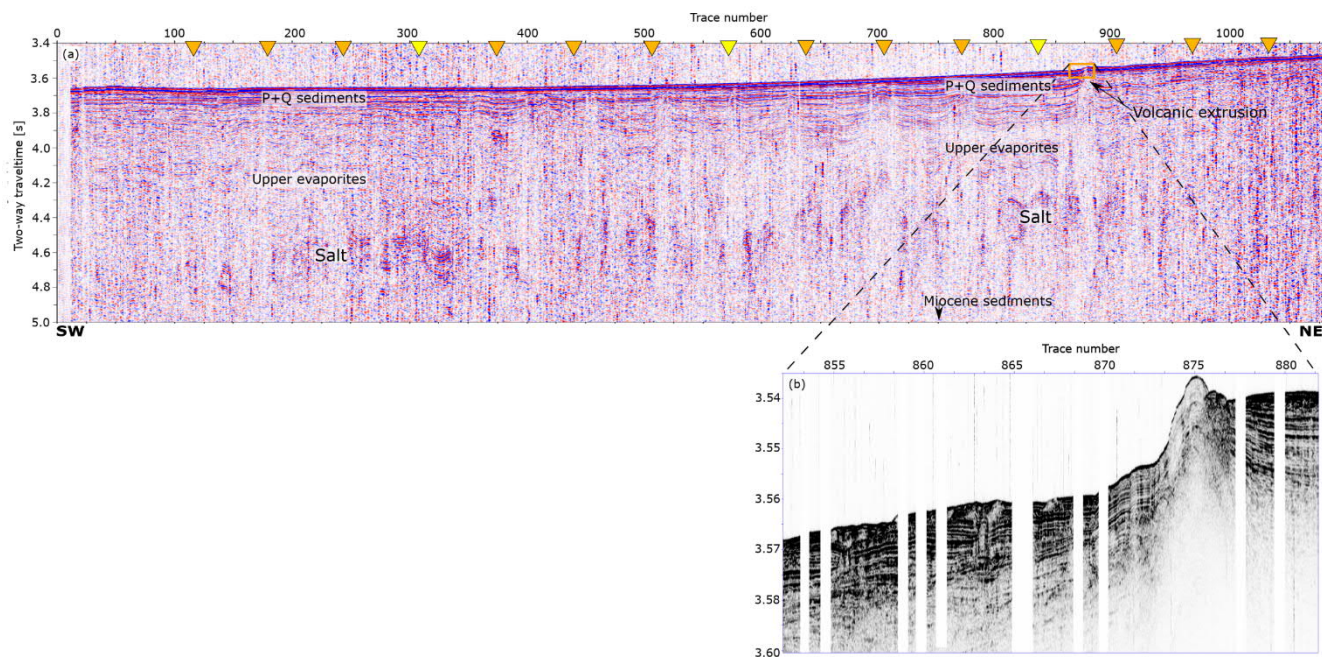 Trace number
0 100 200 300 400 500 600 700 800 900 1000
3.4
(a)
3.6
P+Q sediments
P+Q sediments
3.8
Volcanic extrusion
4.0
Upper evaporites
4.2
Upper evaporites
4.4
Salt
Salt
4.6
4.8
Miocene sediments
5.0
Two-way traveltime [s]
SW
NE
Trace number
855 860 865 870 875 880
(b)
3.54
3.55
3.56
3.57
3.58
3.60